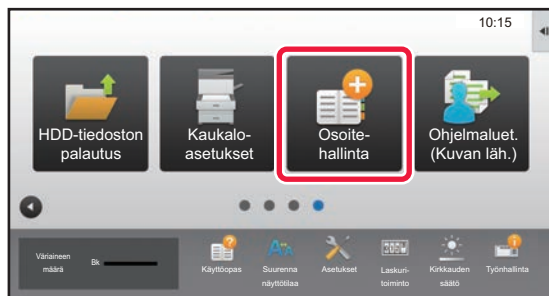 10:15
HDD-tiedoston
palautus
Kaukalo-
asetukset
Osoite-
hallinta
Ohjelmaluet.
(Kuvan läh.)
Väriaineen
määrä
Bk
Käyttöopas
Suurenna
näyttötilaa
Asetukset
Laskuri-
toiminto
Kirkkauden
säätö
Työnhallinta